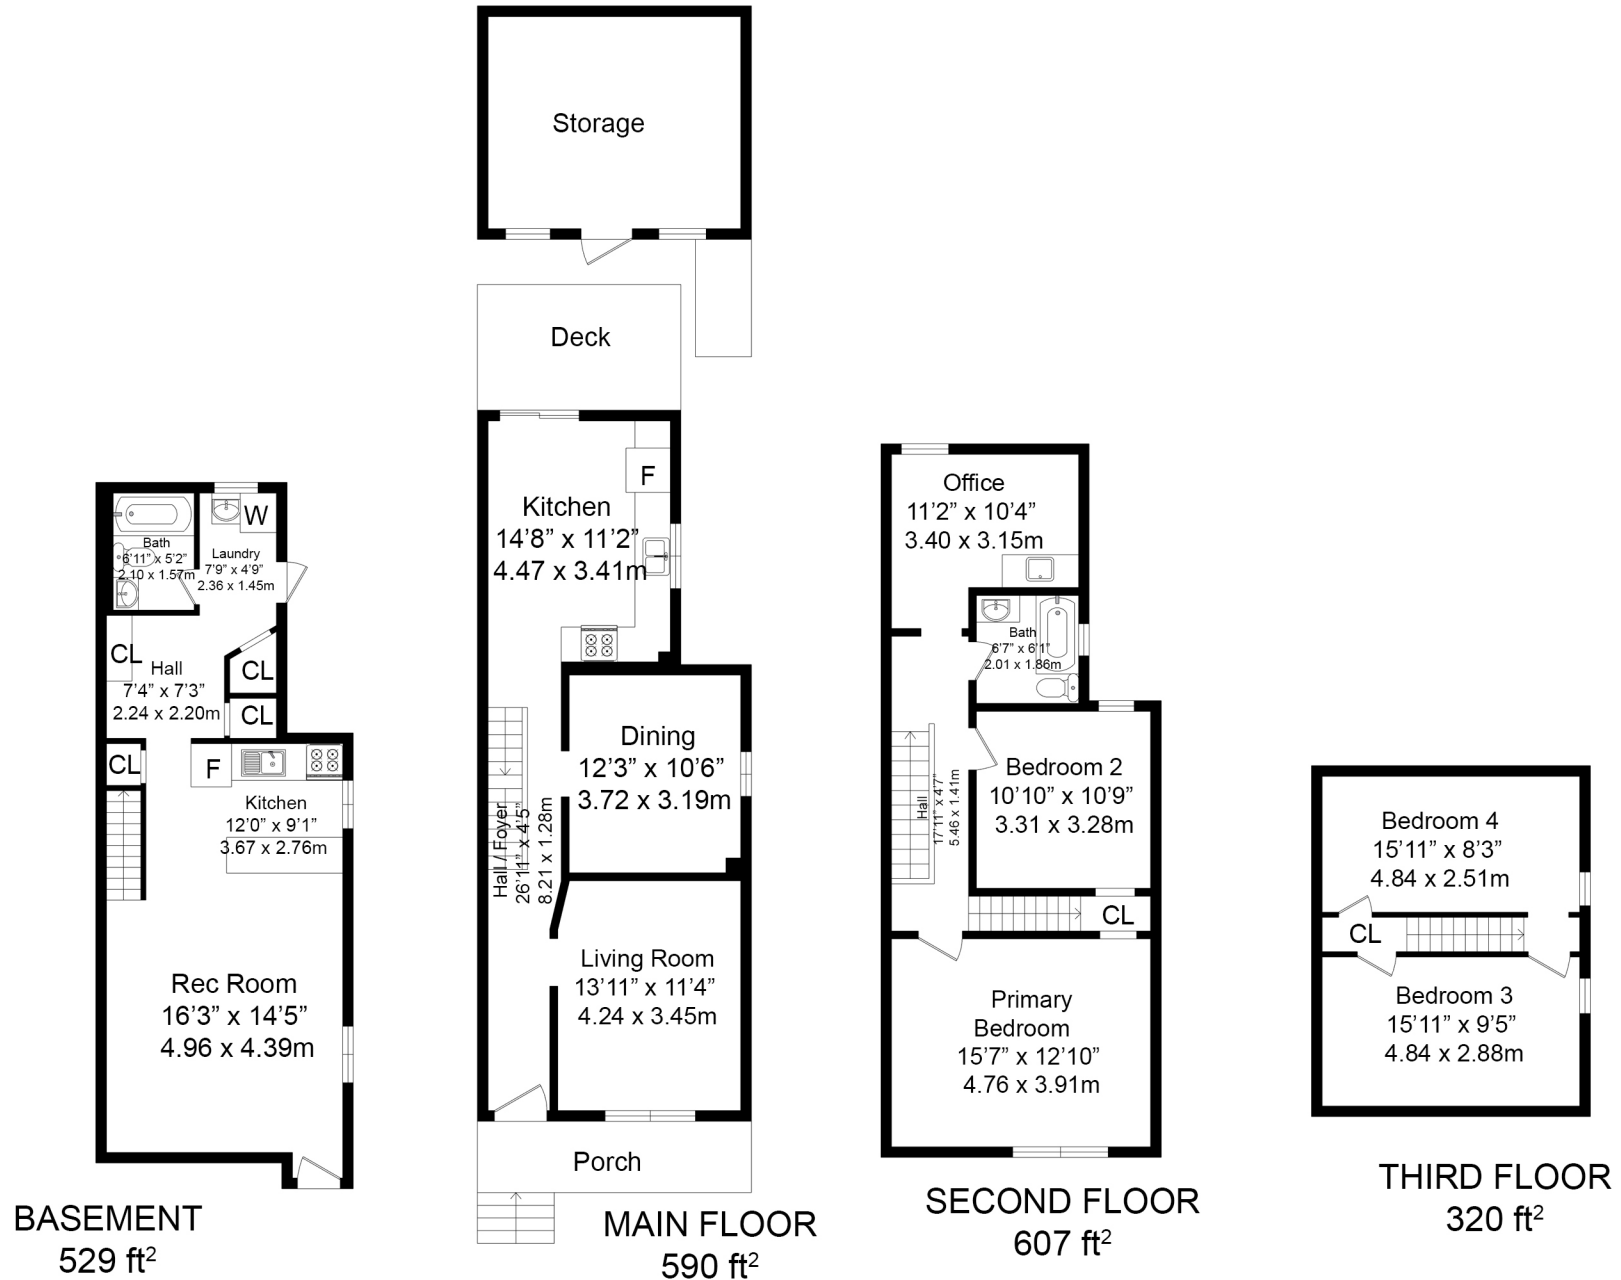 Bath
6'11" x 5'2"
2.10 x 1.57m
W
Laundry
7'9" x 4'9"
2.36 x 1.45m
CL
Hall
7'4" x 7'3"
2.24 x 2.20m
CL
CL
CL
F
Kitchen
12'0" x 9'1"
3.67 x 2.76m
Rec Room
16'3" x 14'5"
4.96 x 4.39m
BASEMENT
529 ft²
Storage
Deck
F
Kitchen
14'8" x 11'2"
4.47 x 3.41m
Dining
12'3" x 10'6"
3.72 x 3.19m
Hall / Foyer
26'11" x 4'5"
8.21 x 1.28m
Living Room
13'11" x 11'4"
4.24 x 3.45m
Porch
MAIN FLOOR
590 ft²
Office
11'2" x 10'4"
3.40 x 3.15m
Bath
6'7" x 6'1"
2.01 x 1.86m
Hall
17'11" x 4'7"
5.46 x 1.41m
Bedroom 2
10'10" x 10'9"
3.31 x 3.28m
CL
Primary
Bedroom
15'7" x 12'10"
4.76 x 3.91m
SECOND FLOOR
607 ft²
Bedroom 4
15'11" x 8'3"
4.84 x 2.51m
CL
Bedroom 3
15'11" x 9'5"
4.84 x 2.88m
THIRD FLOOR
320 ft²